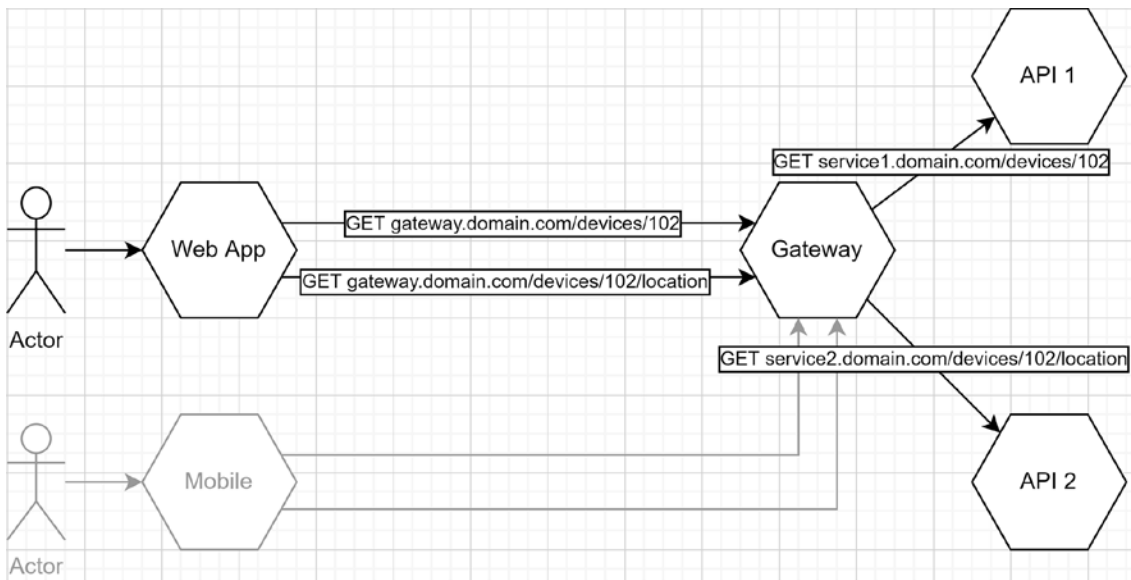 API 1
GET service1.domain.com/devices/102
GET gateway.domain.com/devices/102
Web App
Gateway
GET gateway.domain.com/devices/102/location
Actor
GET service2.domain.com/devices/102/location
Mobile
API 2
Actor